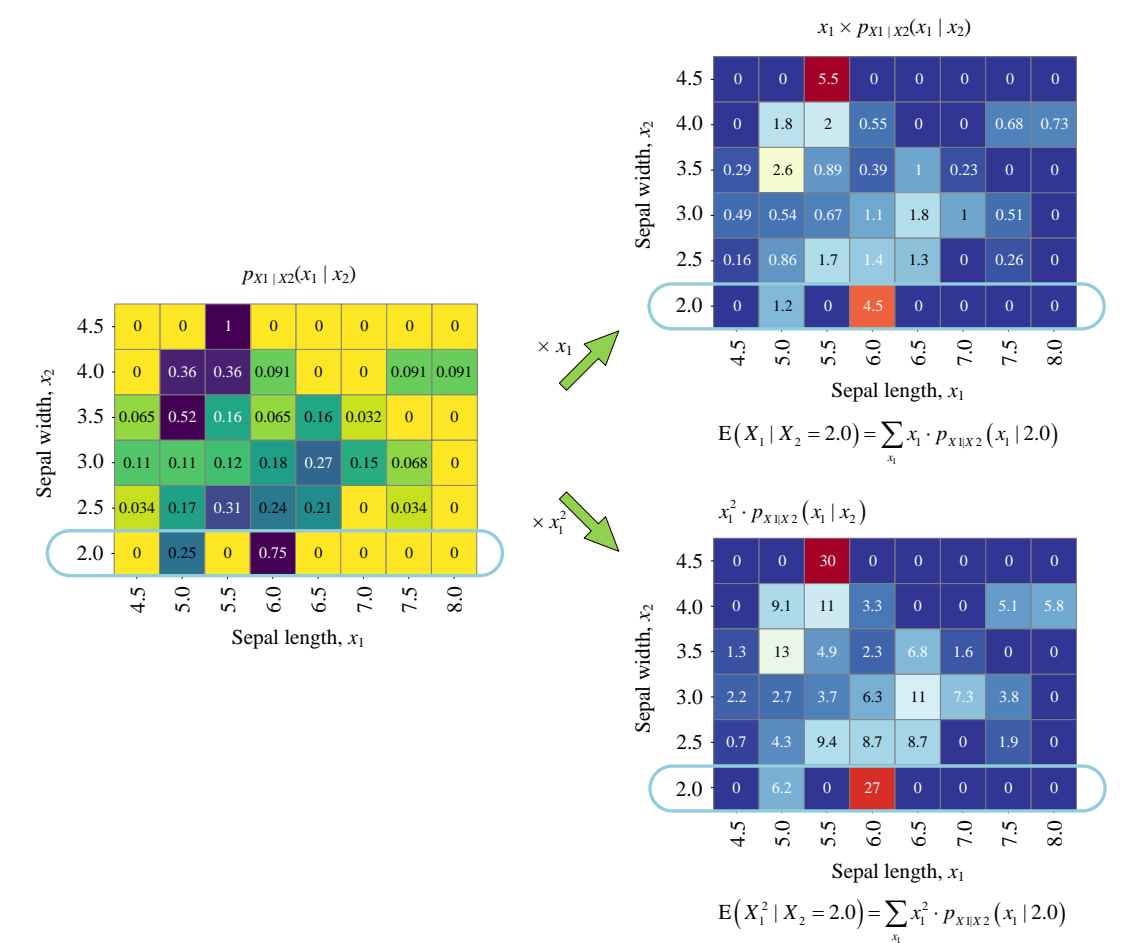 x1 × pX1 | X2(x1 | x2)
4.5 0 0 5.5 0 0 0 0 0
4.0 0 1.8 2 0.55 0 0 0.68 0.73
3.5 0.29 2.6 0.89 0.39 1 0.23 0 0
3.0 0.49 0.54 0.67 1.1 1.8 1 0.51 0
2.5 0.16 0.86 1.7 1.4 1.3 0 0.26 0
2.0 0 1.2 0 4.5 0 0 0 0
Sepal width, x2
4.5 5.0 5.5 6.0 6.5 7.0 7.5 8.0
Sepal length, x1
E(X1 | X2 = 2.0) = ∑x1 x1 · pX1|X2(x1 | 2.0)
pX1 | X2(x1 | x2)
4.5 0 0 1 0 0 0 0 0
4.0 0 0.36 0.36 0.091 0 0 0.091 0.091
3.5 0.065 0.52 0.16 0.065 0.16 0.032 0 0
3.0 0.11 0.11 0.12 0.18 0.27 0.15 0.068 0
2.5 0.034 0.17 0.31 0.24 0.21 0 0.034 0
2.0 0 0.25 0 0.75 0 0 0 0
Sepal width, x2
4.5 5.0 5.5 6.0 6.5 7.0 7.5 8.0
Sepal length, x1
× x1
× x1²
x1² · pX1|X2(x1 | x2)
4.5 0 0 30 0 0 0 0 0
4.0 0 9.1 11 3.3 0 0 5.1 5.8
3.5 1.3 13 4.9 2.3 6.8 1.6 0 0
3.0 2.2 2.7 3.7 6.3 11 7.3 3.8 0
2.5 0.7 4.3 9.4 8.7 8.7 0 1.9 0
2.0 0 6.2 0 27 0 0 0 0
Sepal width, x2
4.5 5.0 5.5 6.0 6.5 7.0 7.5 8.0
Sepal length, x1
E(X1² | X2 = 2.0) = ∑x1 x1² · pX1|X2(x1 | 2.0)